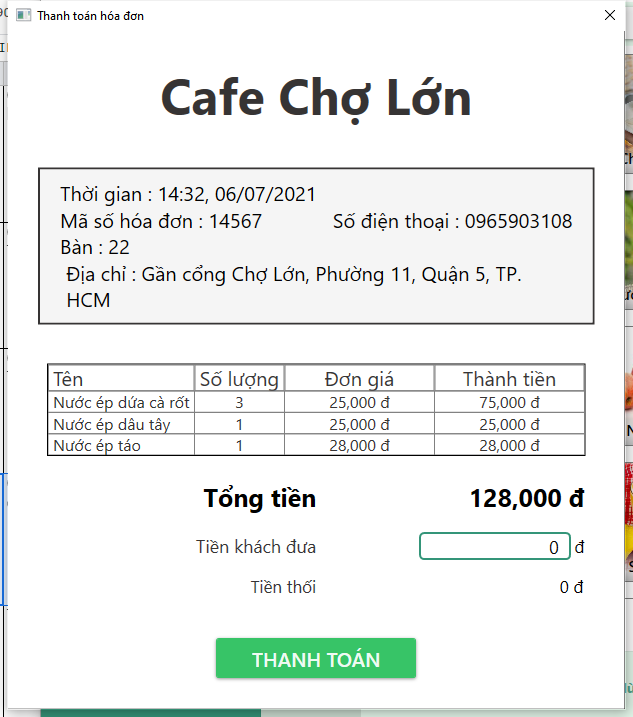 Thanh toán hóa đơn
Cafe Chợ Lớn
Thời gian : 14:32, 06/07/2021
Mã số hóa đơn : 14567 Số điện thoại : 0965903108
Bàn : 22
Địa chỉ : Gần cổng Chợ Lớn, Phường 11, Quận 5, TP.
HCM
Tên Số lượng Đơn giá Thành tiền
Nước ép dứa cà rốt 3 25,000 đ 75,000 đ
Nước ép dâu tây 1 25,000 đ 25,000 đ
Nước ép táo 1 28,000 đ 28,000 đ
Tổng tiền 128,000 đ
Tiền khách đưa 0 đ
Tiền thối 0 đ
THANH TOÁN